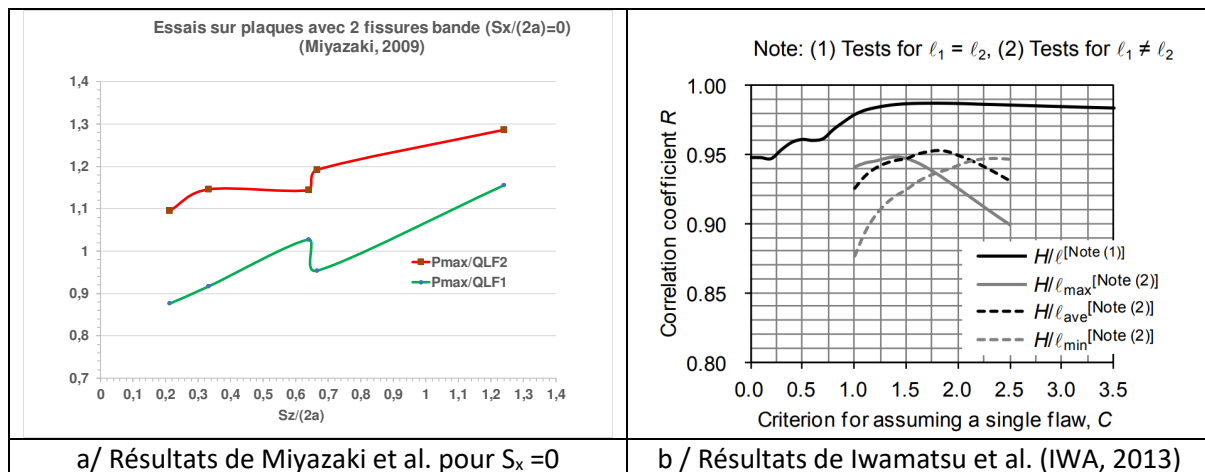 Essais sur plaques avec 2 fissures bande (Sx/(2a)=0)
(Miyazaki, 2009)
1,4
1,3
1,2
1,1
1
0,9
0,8
0,7
Pmax/QLF2
Pmax/QLF1
0 0,1 0,2 0,3 0,4 0,5 0,6 0,7 0,8 0,9 1 1,1 1,2 1,3 1,4
Sz/(2a)
a/ Résultats de Miyazaki et al. pour Sₓ =0
Note: (1) Tests for ℓ₁ = ℓ₂, (2) Tests for ℓ₁ ≠ ℓ₂
Correlation coefficient R
1.00
0.95
0.90
0.85
0.80
H/ℓ[Note (1)]
H/ℓmax[Note (2)]
H/ℓave[Note (2)]
H/ℓmin[Note (2)]
0.0 0.5 1.0 1.5 2.0 2.5 3.0 3.5
Criterion for assuming a single flaw, C
b / Résultats de Iwamatsu et al. (IWA, 2013)